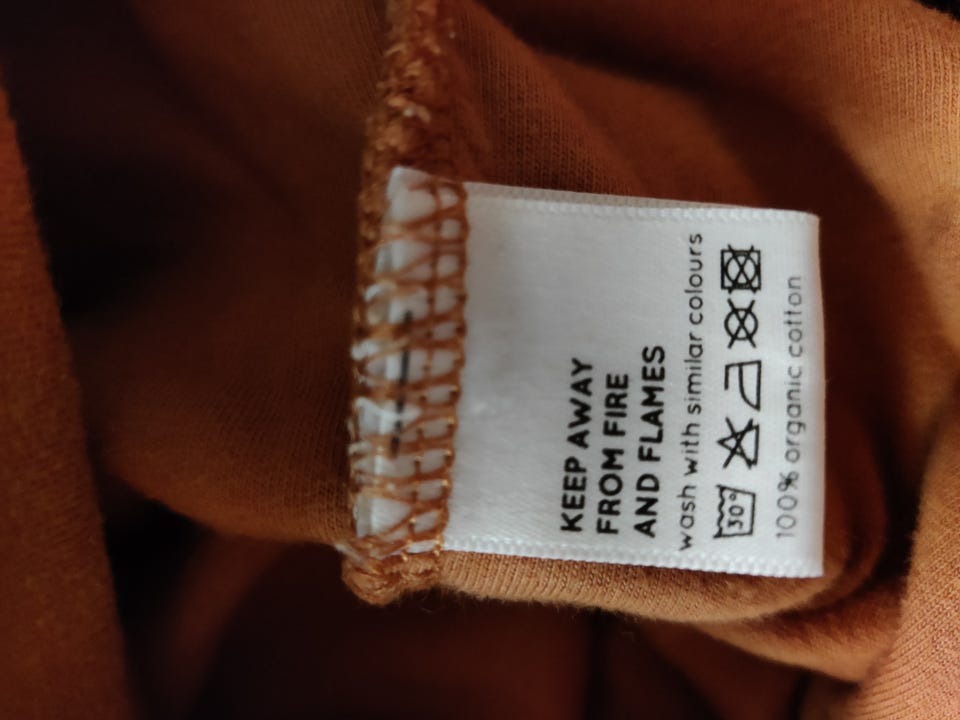 KEEP AWAY
FROM FIRE
AND FLAMES
wash with similar colours
30°
100% organic cotton